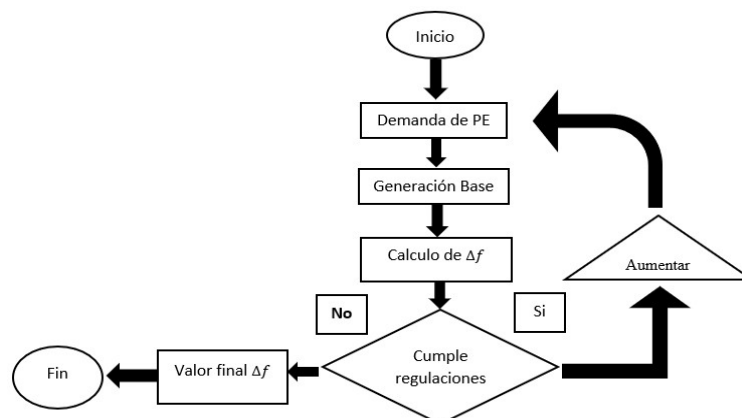 Inicio
Demanda de PE
Generación Base
Calculo de Δf
Aumentar
No
Si
Cumple
regulaciones
Valor final Δf
Fin